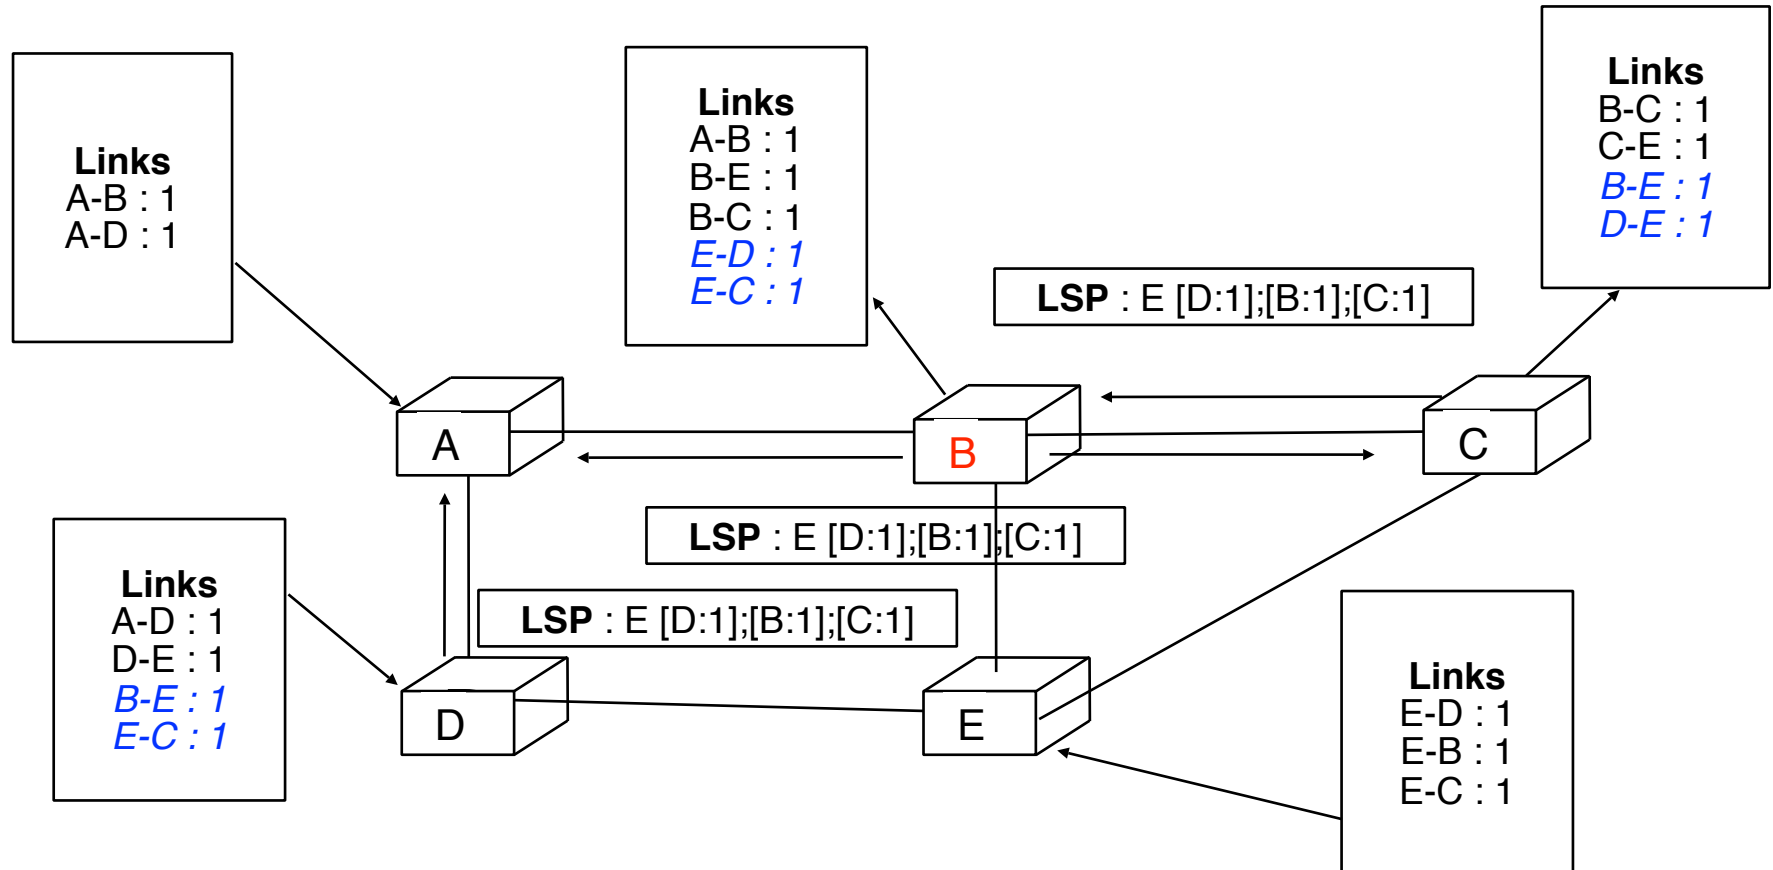 Links
A-B : 1
A-D : 1
Links
A-B : 1
B-E : 1
B-C : 1
E-D : 1
E-C : 1
Links
B-C : 1
C-E : 1
B-E : 1
D-E : 1
LSP : E [D:1];[B:1];[C:1]
A
B
C
LSP : E [D:1];[B:1];[C:1]
Links
A-D : 1
D-E : 1
B-E : 1
E-C : 1
LSP : E [D:1];[B:1];[C:1]
D
E
Links
E-D : 1
E-B : 1
E-C : 1